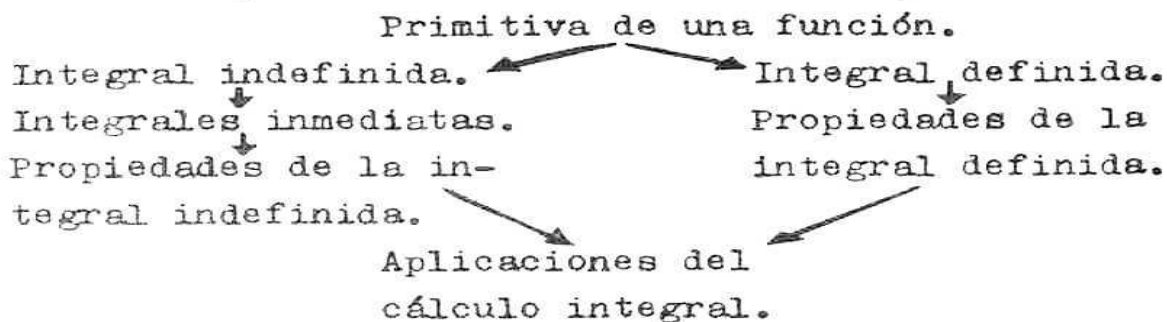 Primitiva de una función.
Integral indefinida.
Integrales inmediatas.
Propiedades de la in-
tegral indefinida.
Integral definida.
Propiedades de la
integral definida.
Aplicaciones del
cálculo integral.